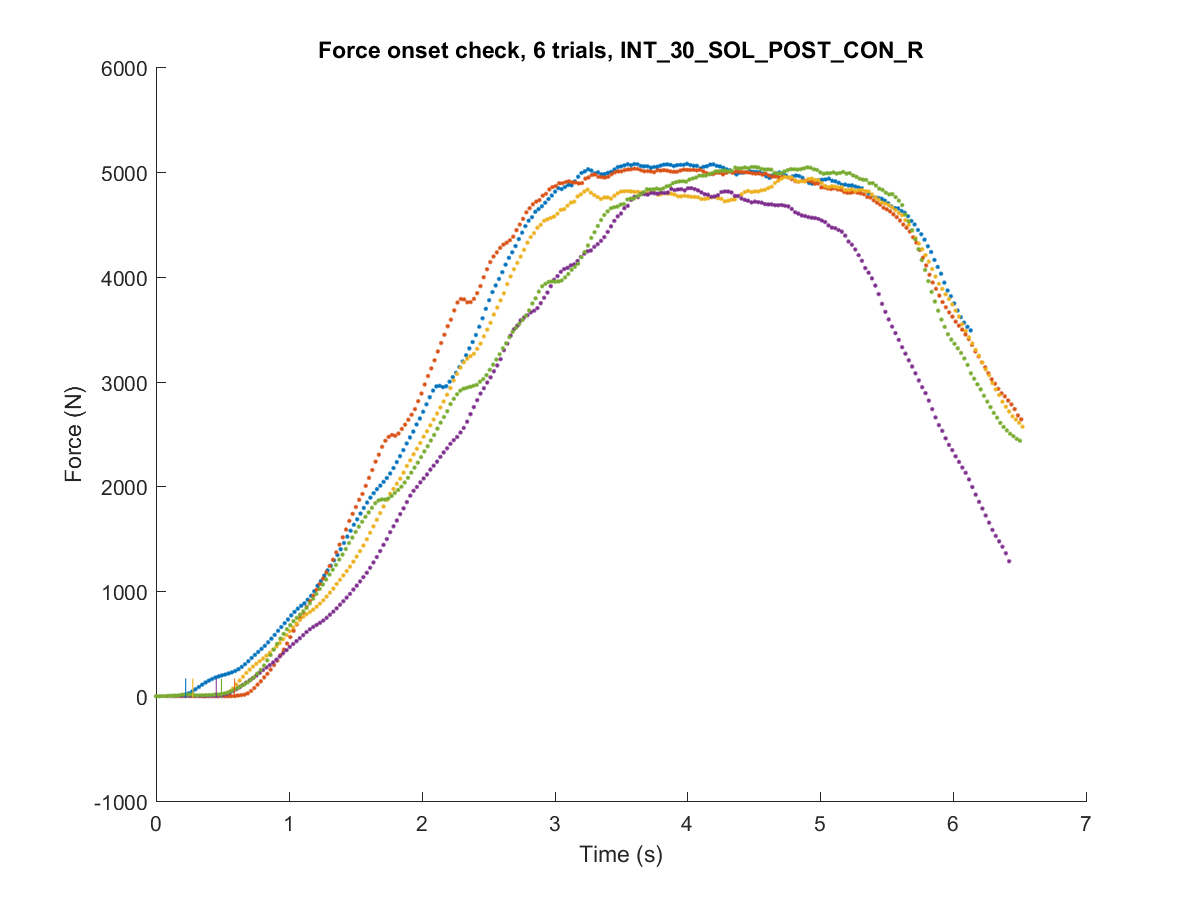 Force onset check, 6 trials, INT_30_SOL_POST_CON_R
6000
5000
4000
3000
2000
1000
0
-1000
Force (N)
0 1 2 3 4 5 6 7
Time (s)